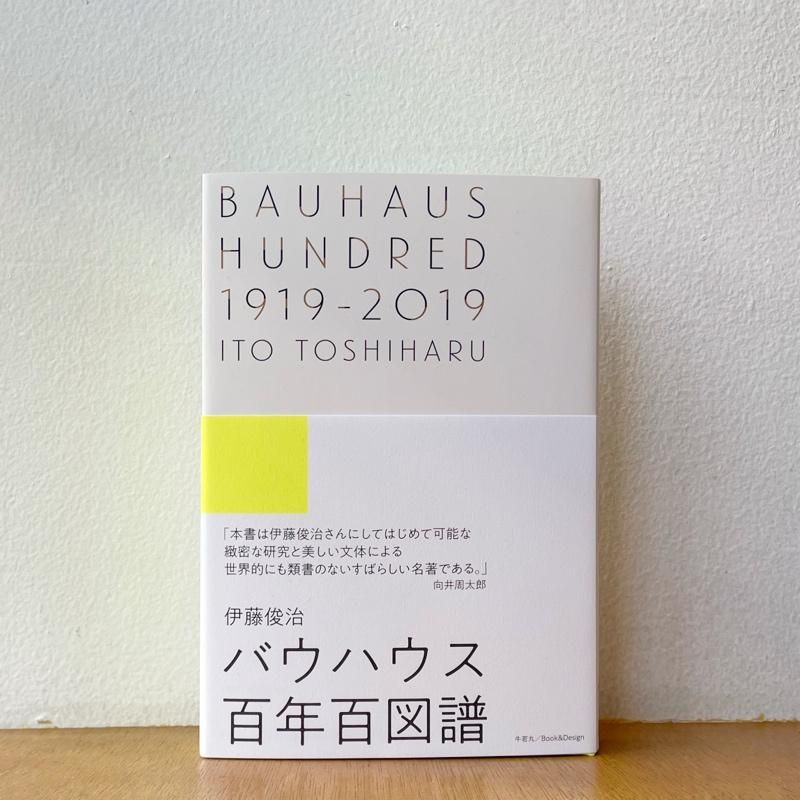 BAUHAUS
HUNDRED
1919-2019
ITO TOSHIHARU
「本書は伊藤俊治さんにしてはじめて可能な
緻密な研究と美しい文体による
世界的にも類書のないすばらしい名著である。」
向井周太郎
伊藤俊治
バウハウス
百年百図譜
牛若丸／Book&Design